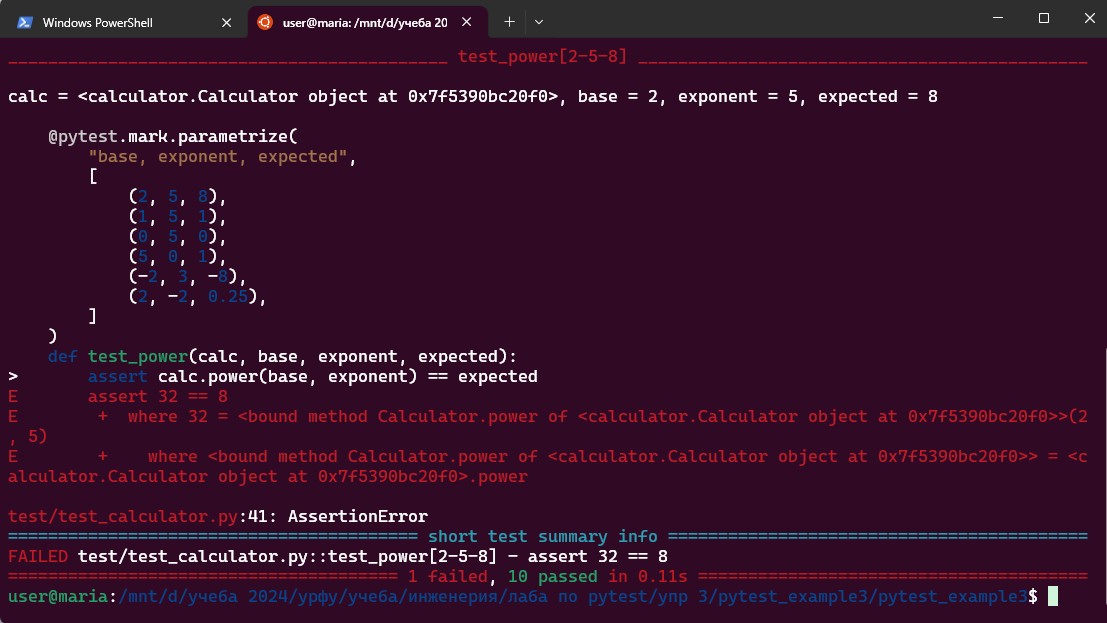 Windows PowerShell
user@maria: /mnt/d/учеба 20
_____________________________________________ test_power[2-5-8] _____________________________________________
calc = <calculator.Calculator object at 0x7f5390bc20f0>, base = 2, exponent = 5, expected = 8
@pytest.mark.parametrize(
"base, exponent, expected",
[
(2, 5, 8),
(1, 5, 1),
(0, 5, 0),
(5, 0, 1),
(-2, 3, -8),
(2, -2, 0.25),
]
)
def test_power(calc, base, exponent, expected):
> assert calc.power(base, exponent) == expected
E assert 32 == 8
E + where 32 = <bound method Calculator.power of <calculator.Calculator object at 0x7f5390bc20f0>>(2
, 5)
E + where <bound method Calculator.power of <calculator.Calculator object at 0x7f5390bc20f0>> = <c
alculator.Calculator object at 0x7f5390bc20f0>.power
test/test_calculator.py:41: AssertionError
========================================= short test summary info ==========================================
FAILED test/test_calculator.py::test_power[2-5-8] - assert 32 == 8
======================================= 1 failed, 10 passed in 0.11s =======================================
user@maria:/mnt/d/учеба 2024/урфу/учеба/инженерия/лаба по pytest/упр 3/pytest_example3/pytest_example3$